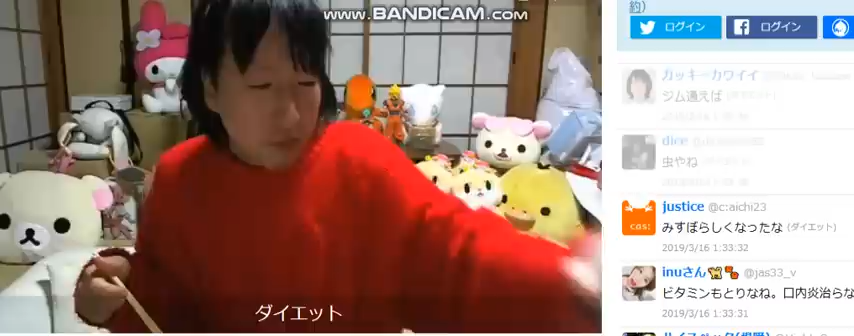 WWW.BANDICAM.COM
ダイエット
約）
ログイン
ログイン
ガッキーカワイイ
ジム通えば
dice
虫やね
justice @c:aichi23
cas:
みすぼらしくなったな (ダイエット)
2019/3/16 1:33:32
inuさん @jas33_v
ビタミンもとりなね。口内炎治らな
2019/3/16 1:33:31